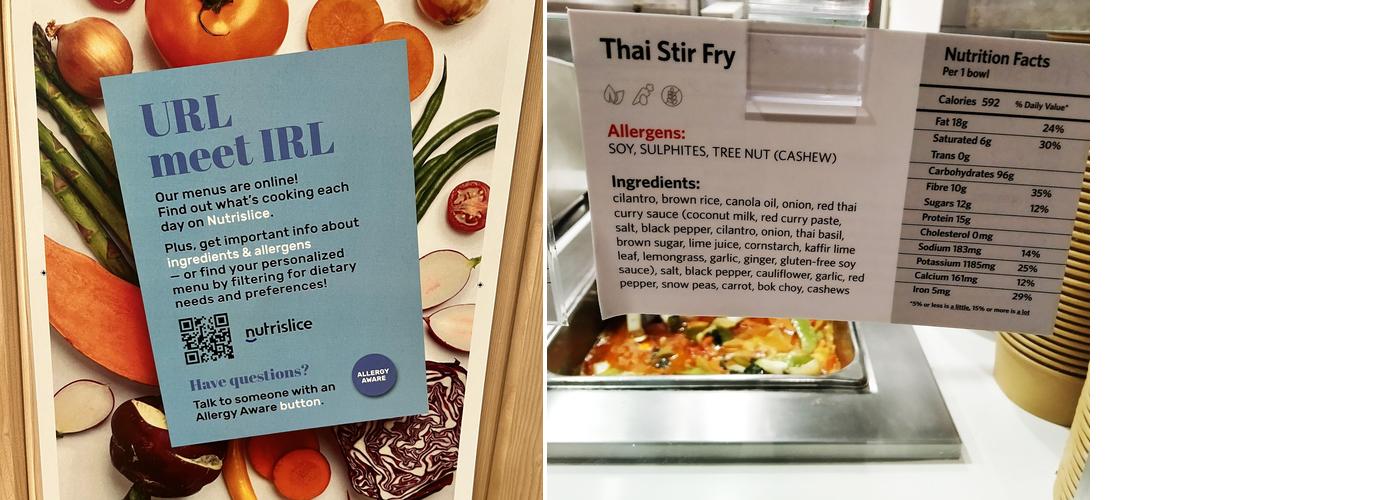 URL
meet IRL
Our menus are online!
Find out what's cooking each
day on Nutrislice.
Plus, get important info about
ingredients & allergens
– or find your personalized
menu by filtering for dietary
needs and preferences!
nutrislice
Have questions?
Talk to someone with an
Allergy Aware button.
ALLERGY
AWARE
Thai Stir Fry
Allergens:
SOY, SULPHITES, TREE NUT (CASHEW)
Ingredients:
cilantro, brown rice, canola oil, onion, red thai
curry sauce (coconut milk, red curry paste,
salt, black pepper, cilantro, onion, thai basil,
brown sugar, lime juice, cornstarch, kaffir lime
leaf, lemongrass, garlic, ginger, gluten-free soy
sauce), salt, black pepper, cauliflower, garlic, red
pepper, snow peas, carrot, bok choy, cashews
Nutrition Facts
Per 1 bowl
Calories 592 % Daily Value*
Fat 18g 24%
Saturated 6g 30%
Trans 0g
Carbohydrates 96g
Fibre 10g 35%
Sugars 12g 12%
Protein 15g
Cholesterol 0mg
Sodium 183mg 14%
Potassium 1185mg 25%
Calcium 161mg 12%
Iron 5mg 29%
*5% or less is a little, 15% or more is a lot